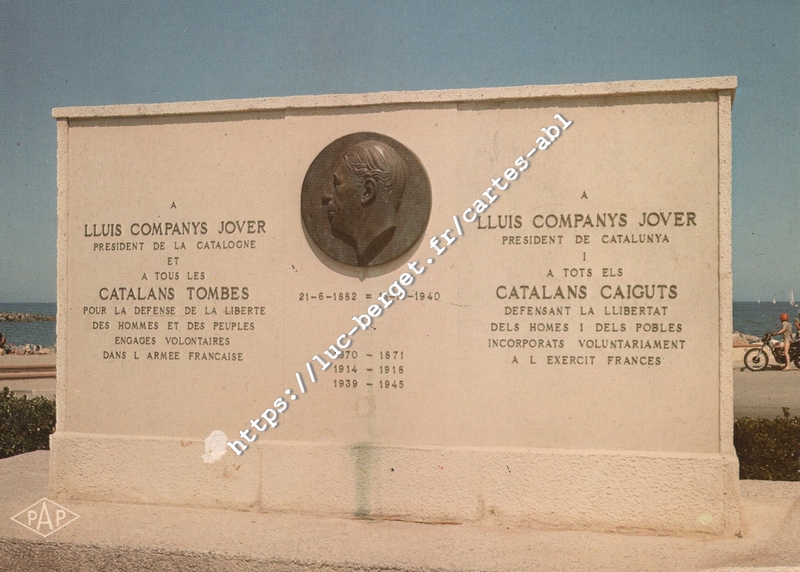 A
LLUIS COMPANYS JOVER
PRESIDENT DE LA CATALOGNE
ET
A TOUS LES
CATALANS TOMBES
POUR LA DEFENSE DE LA LIBERTE
DES HOMMES ET DES PEUPLES
ENGAGES VOLONTAIRES
DANS L ARMEE FRANCAISE
21-6-1882 = -1940
1870 - 1871
1914 - 1918
1939 - 1945
A
LLUIS COMPANYS JOVER
PRESIDENT DE CATALUNYA
I
A TOTS ELS
CATALANS CAIGUTS
DEFENSANT LA LLIBERTAT
DELS HOMES I DELS POBLES
INCORPORATS VOLUNTARIAMENT
A L EXERCIT FRANCES
https://luc-berget.fr/cartes-abl
PAP